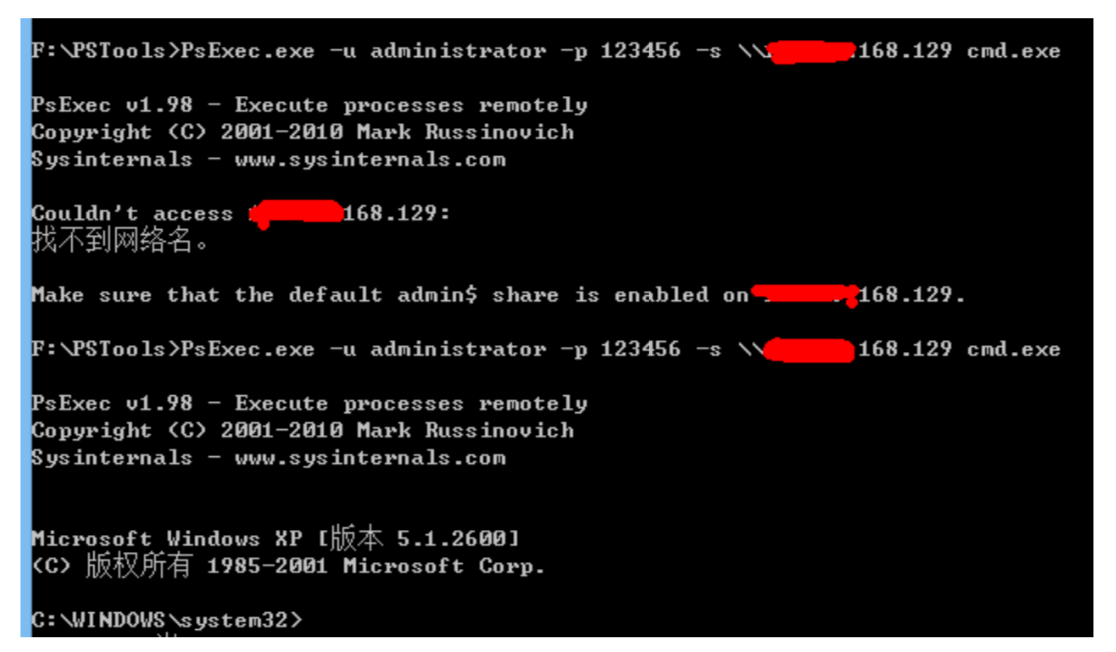 F:\PSTools>PsExec.exe -u administrator -p 123456 -s \\ 168.129 cmd.exe
PsExec v1.98 - Execute processes remotely
Copyright (C) 2001-2010 Mark Russinovich
Sysinternals - www.sysinternals.com
Couldn't access 168.129:
找不到网络名。
Make sure that the default admin$ share is enabled on 168.129.
F:\PSTools>PsExec.exe -u administrator -p 123456 -s \\ 168.129 cmd.exe
PsExec v1.98 - Execute processes remotely
Copyright (C) 2001-2010 Mark Russinovich
Sysinternals - www.sysinternals.com
Microsoft Windows XP [版本 5.1.2600]
(C) 版权所有 1985-2001 Microsoft Corp.
C:\WINDOWS\system32>